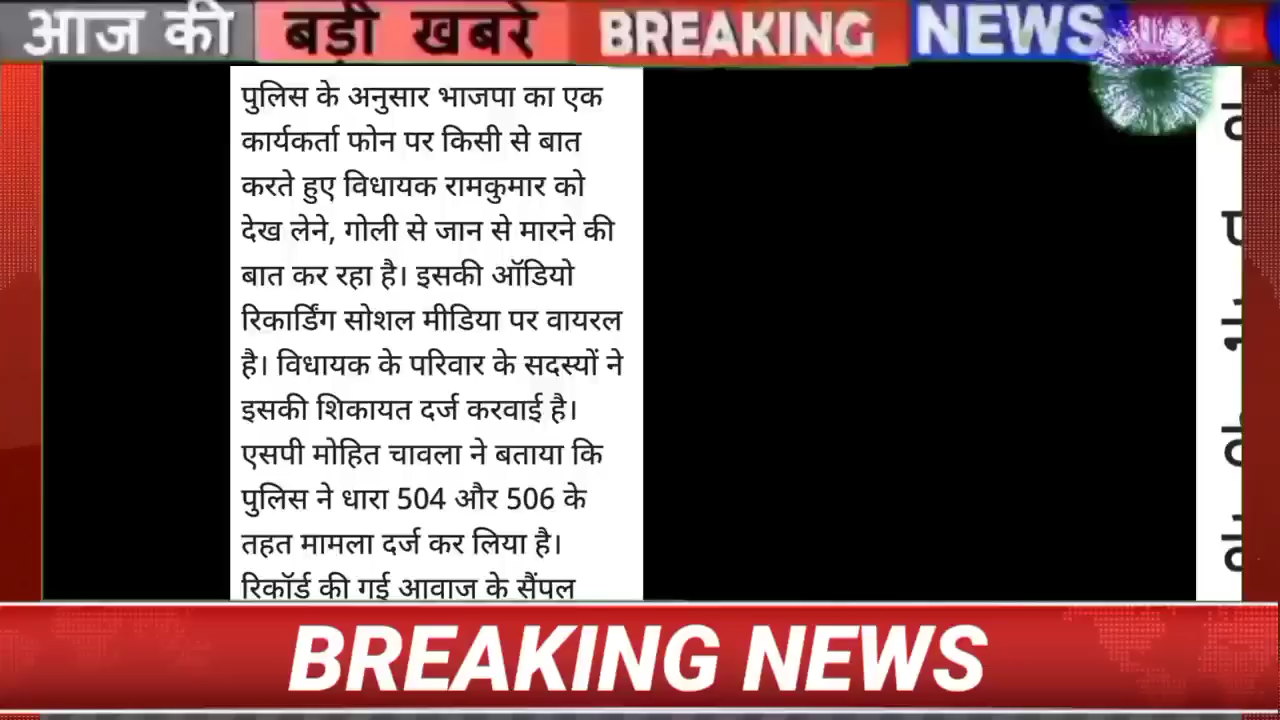 आज की बड़ी खबरे BREAKING NEWS
पुलिस के अनुसार भाजपा का एक
कार्यकर्ता फोन पर किसी से बात
करते हुए विधायक रामकुमार को
देख लेने, गोली से जान से मारने की
बात कर रहा है। इसकी ऑडियो
रिकार्डिंग सोशल मीडिया पर वायरल
है। विधायक के परिवार के सदस्यों ने
इसकी शिकायत दर्ज करवाई है।
एसपी मोहित चावला ने बताया कि
पुलिस ने धारा 504 और 506 के
तहत मामला दर्ज कर लिया है।
रिकॉर्ड की गई आवाज के सैंपल
BREAKING NEWS